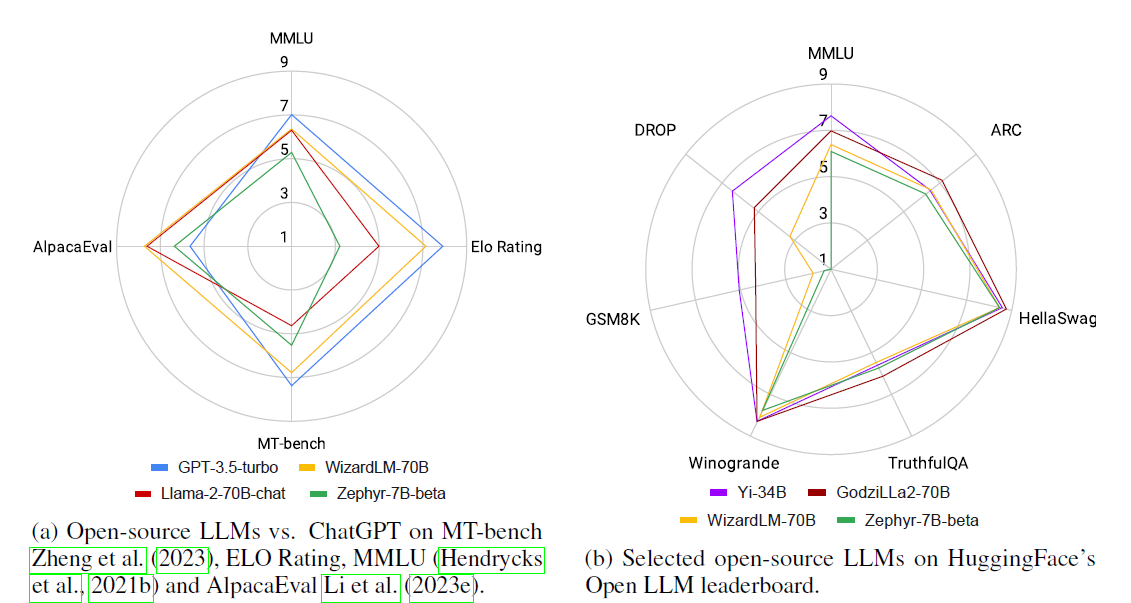 MMLU
9
7
5
3
1
AlpacaEval
Elo Rating
MT-bench
GPT-3.5-turbo WizardLM-70B
Llama-2-70B-chat Zephyr-7B-beta
(a) Open-source LLMs vs. ChatGPT on MT-bench
Zheng et al. (2023), ELO Rating, MMLU (Hendrycks
et al., 2021b) and AlpacaEval Li et al. (2023e).
MMLU
9
7
5
3
1
DROP
ARC
GSM8K
HellaSwag
Winogrande
TruthfulQA
Yi-34B GodziLLa2-70B
WizardLM-70B Zephyr-7B-beta
(b) Selected open-source LLMs on HuggingFace's
Open LLM leaderboard.